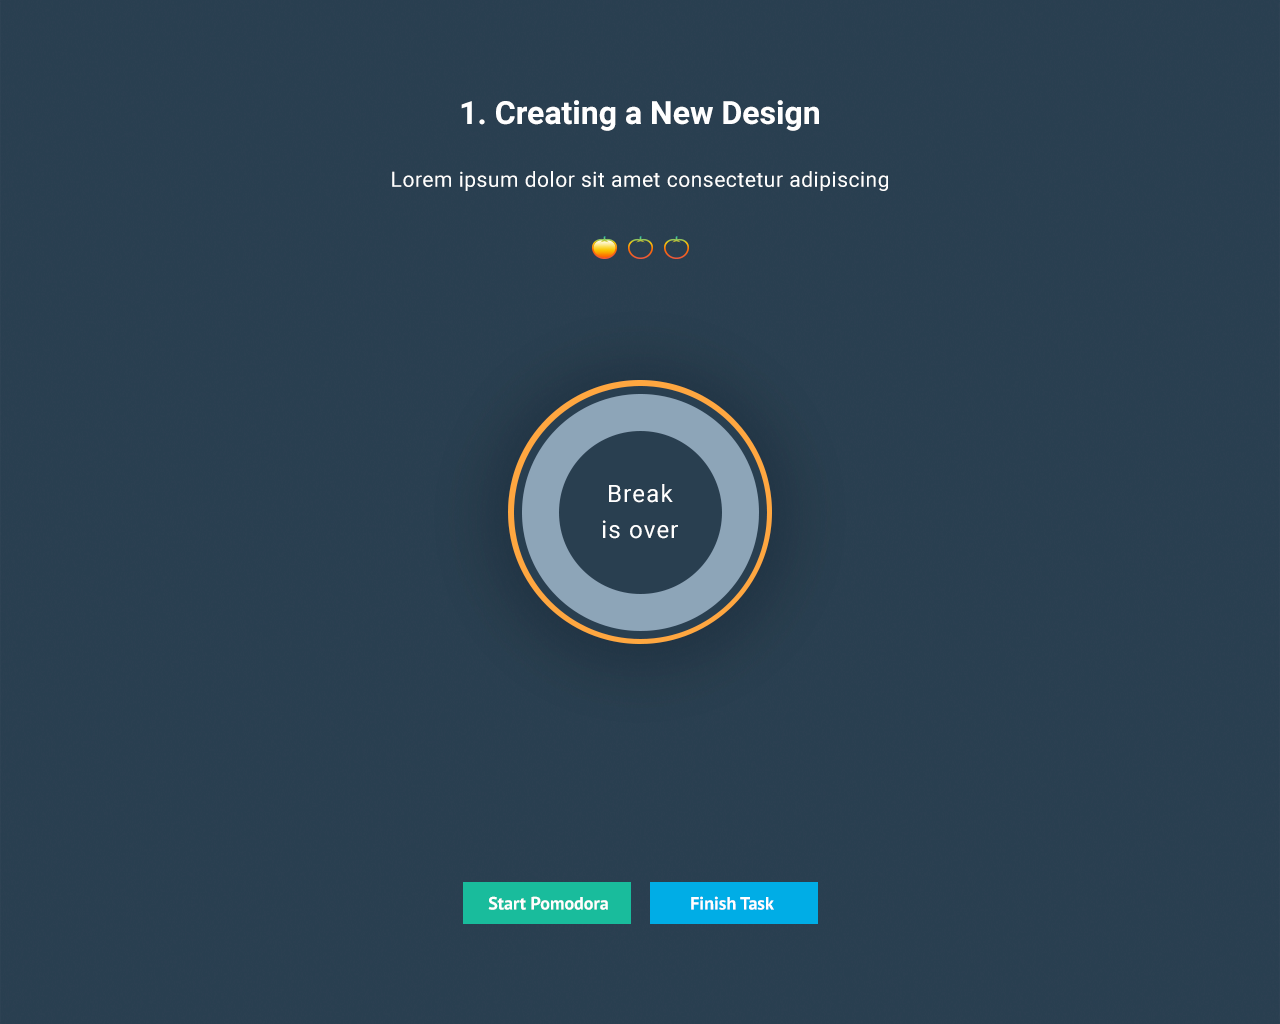 1. Creating a New Design
Lorem ipsum dolor sit amet consectetur adipiscing
Break
is over
Start Pomodora
Finish Task